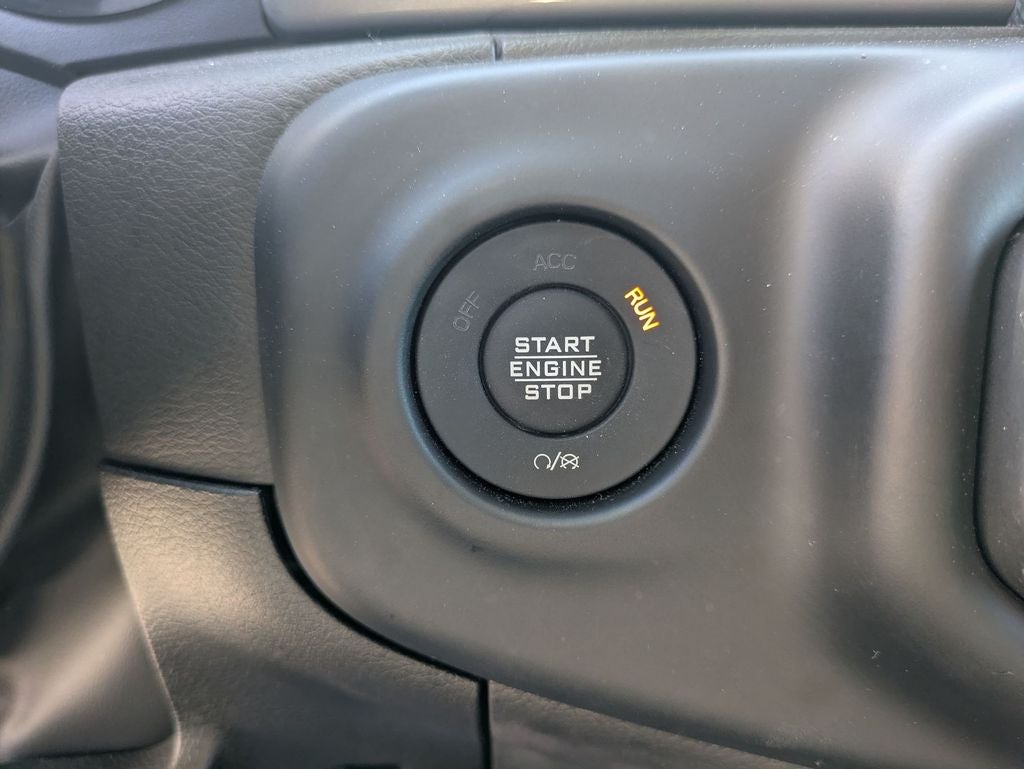 ACC
OFF
RUN
START
ENGINE
STOP